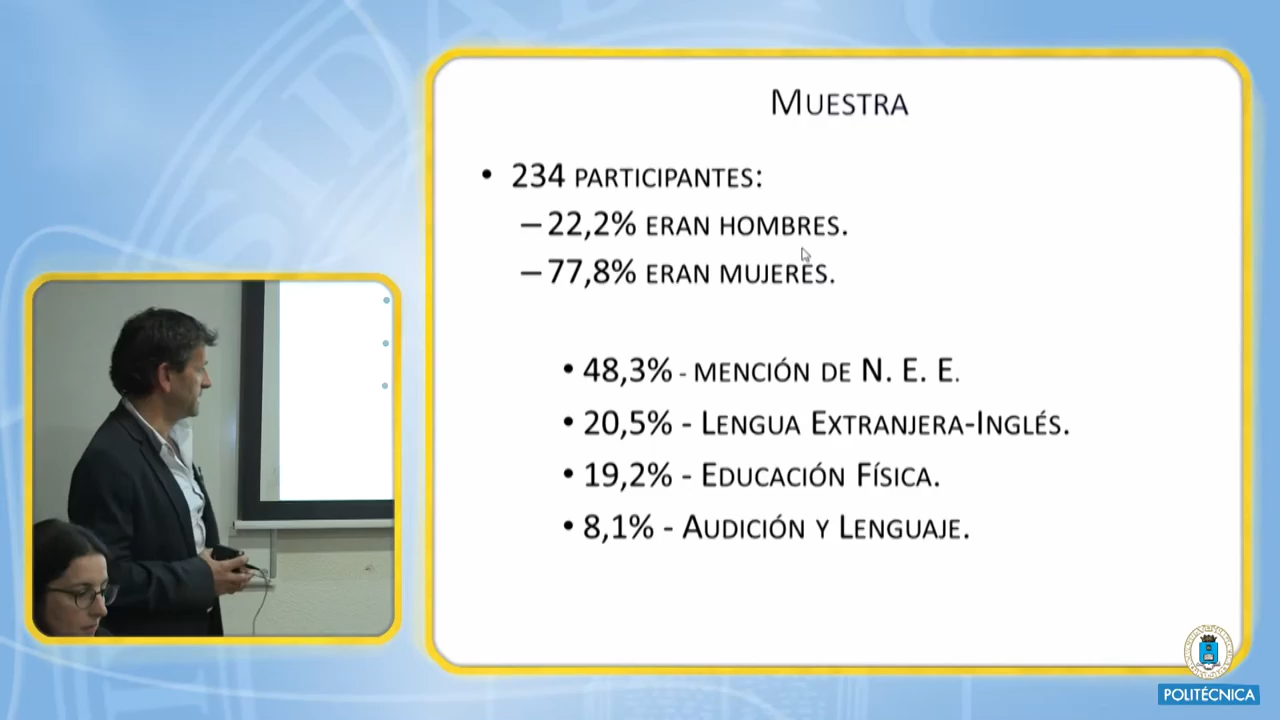 MUESTRA
• 234 PARTICIPANTES:
– 22,2% ERAN HOMBRES.
– 77,8% ERAN MUJERES.
• 48,3% - MENCIÓN DE N. E. E.
• 20,5% - LENGUA EXTRANJERA-INGLÉS.
• 19,2% - EDUCACIÓN FÍSICA.
• 8,1% - AUDICIÓN Y LENGUAJE.
POLITÉCNICA